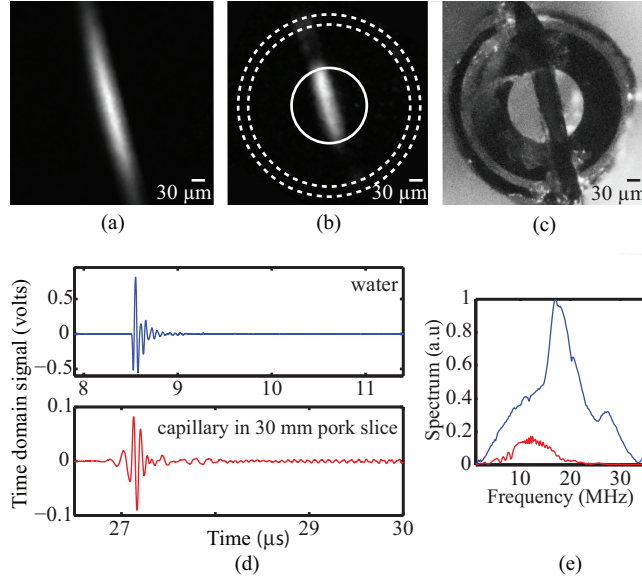 30 µm
30 µm
30 µm
(a)
(b)
(c)
Time domain signal (volts)
water
0.5
0
−0.5
8
9
10
11
capillary in 30 mm pork slice
0.1
0
−0.1
27
29
29
30
Time (µs)
(d)
Spectrum (a.u)
1
0.8
0.6
0.4
0.2
0
10
20
30
Frequency (MHz)
(e)